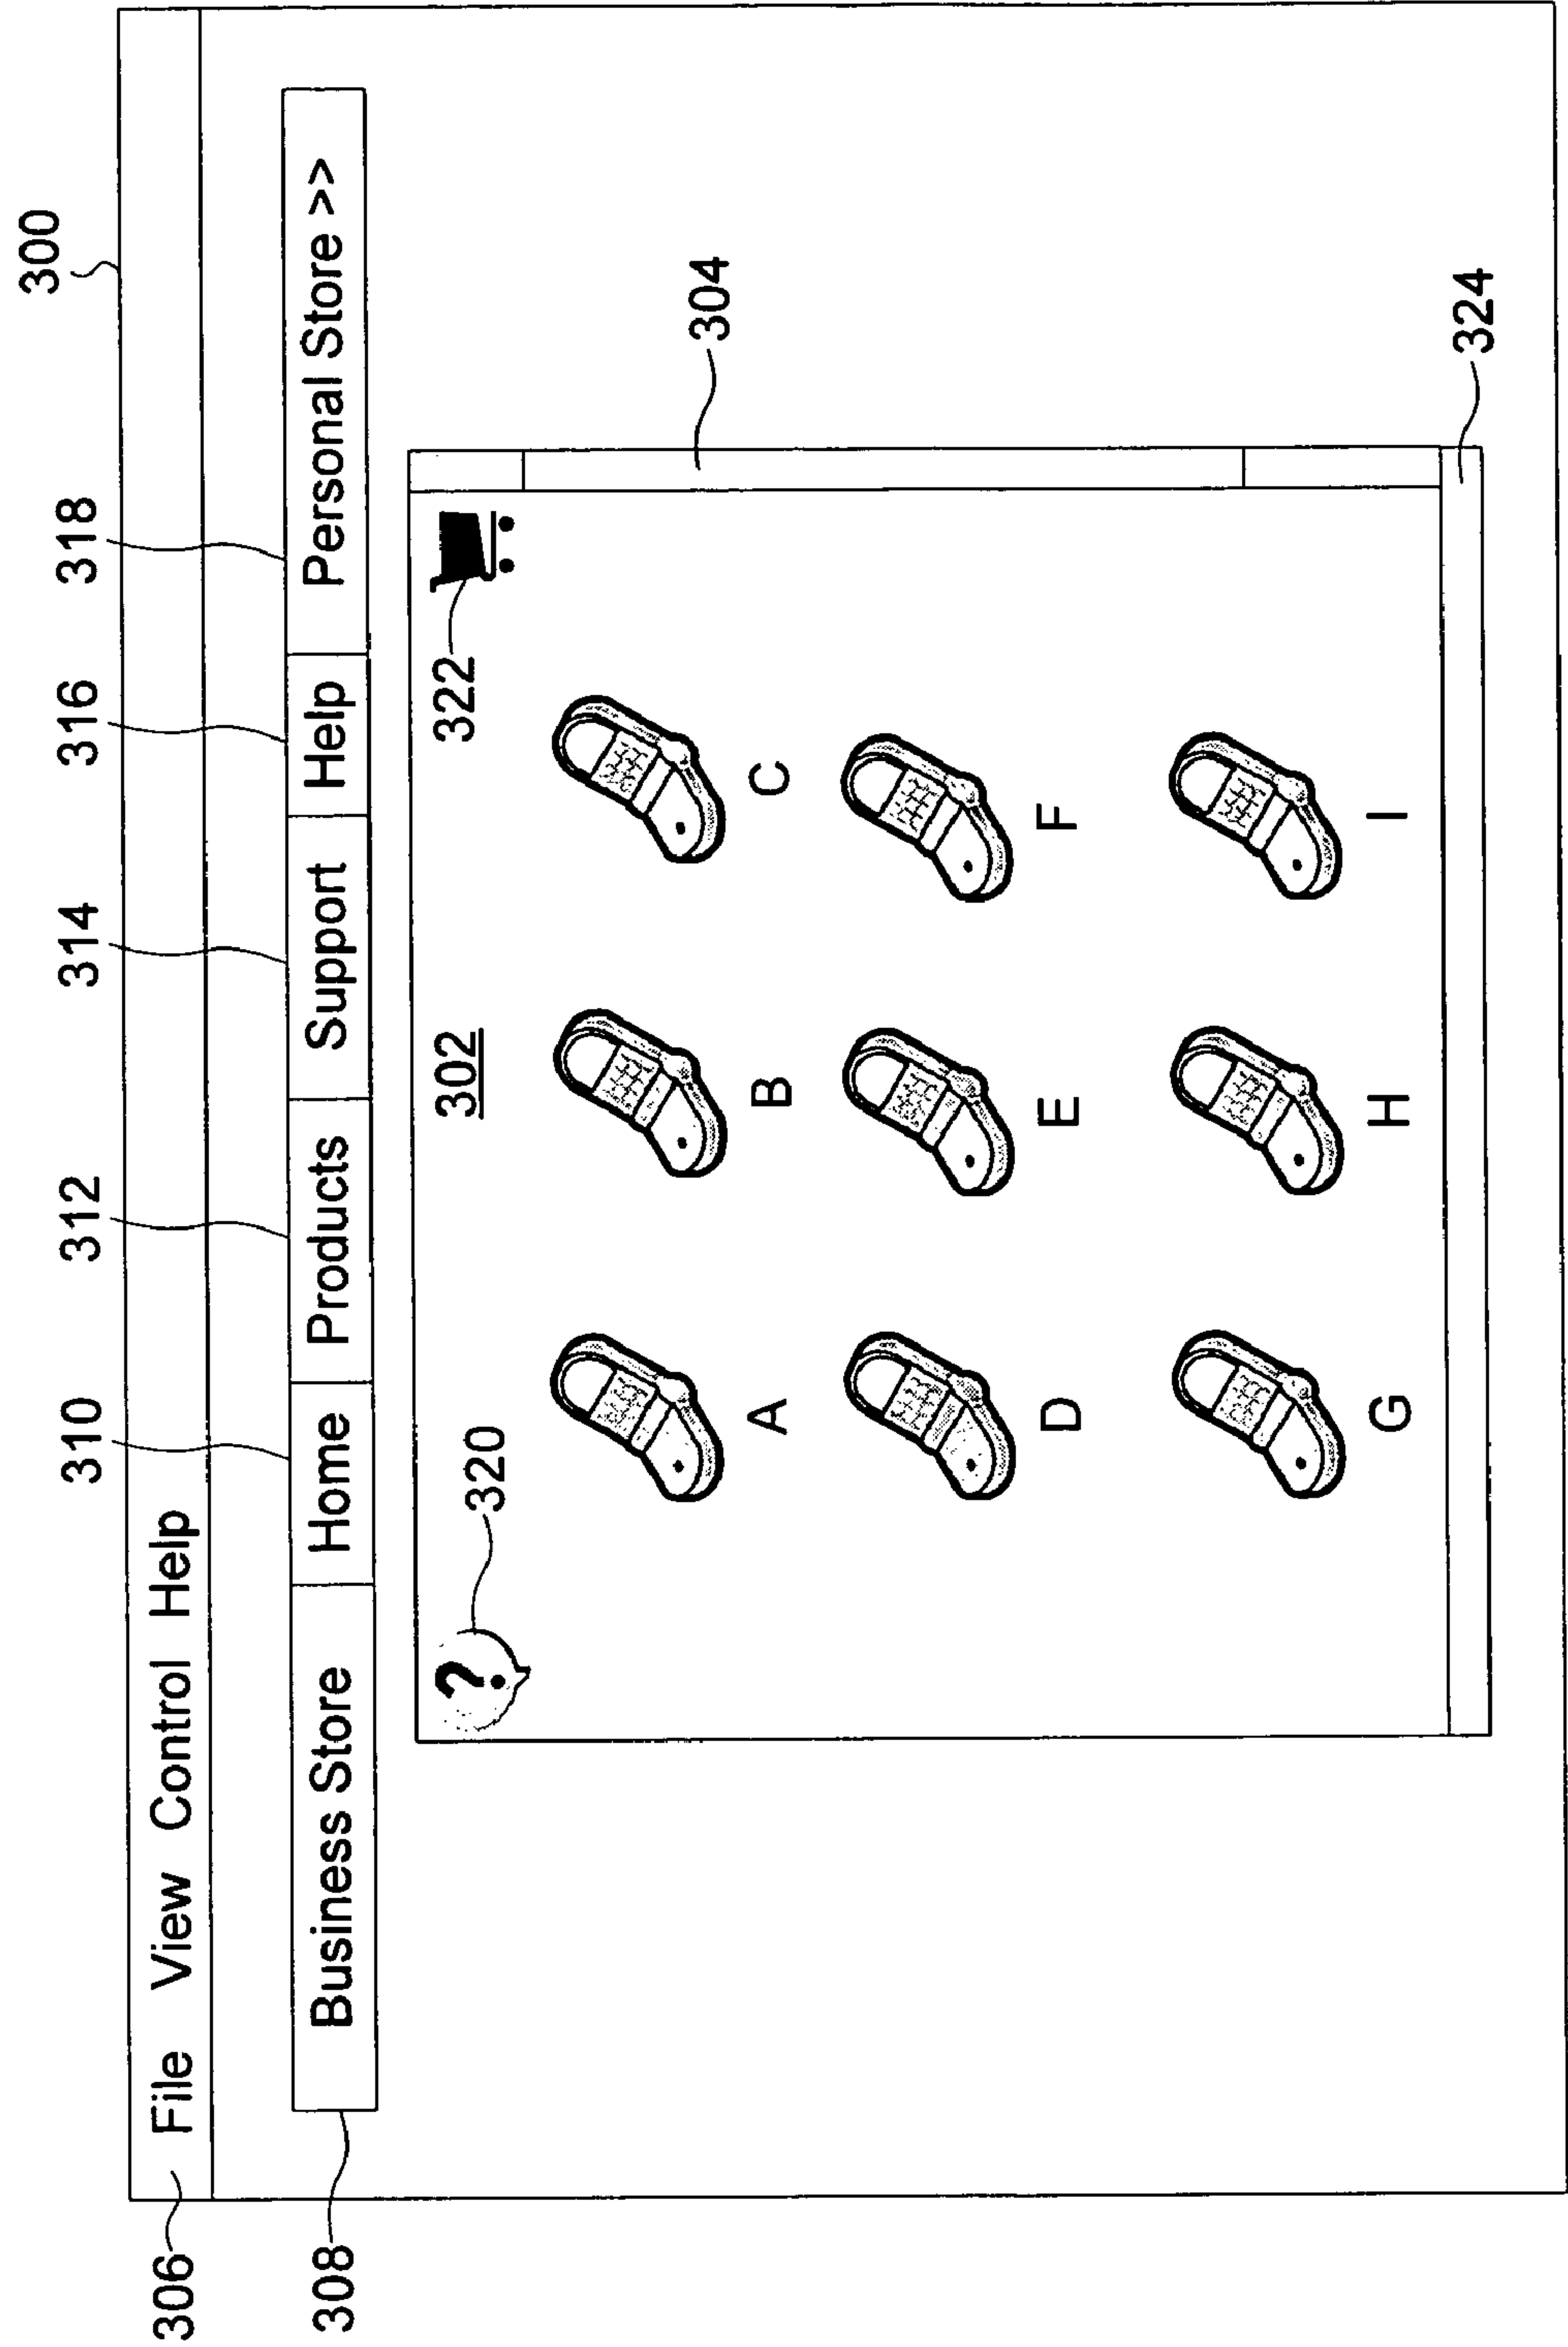 300
310 312 314 316 318
306 File View Control Help
308 Business Store Home Products Support Help Personal Store >>
? 320 302 322
A B C
304
D E F
G H I
324